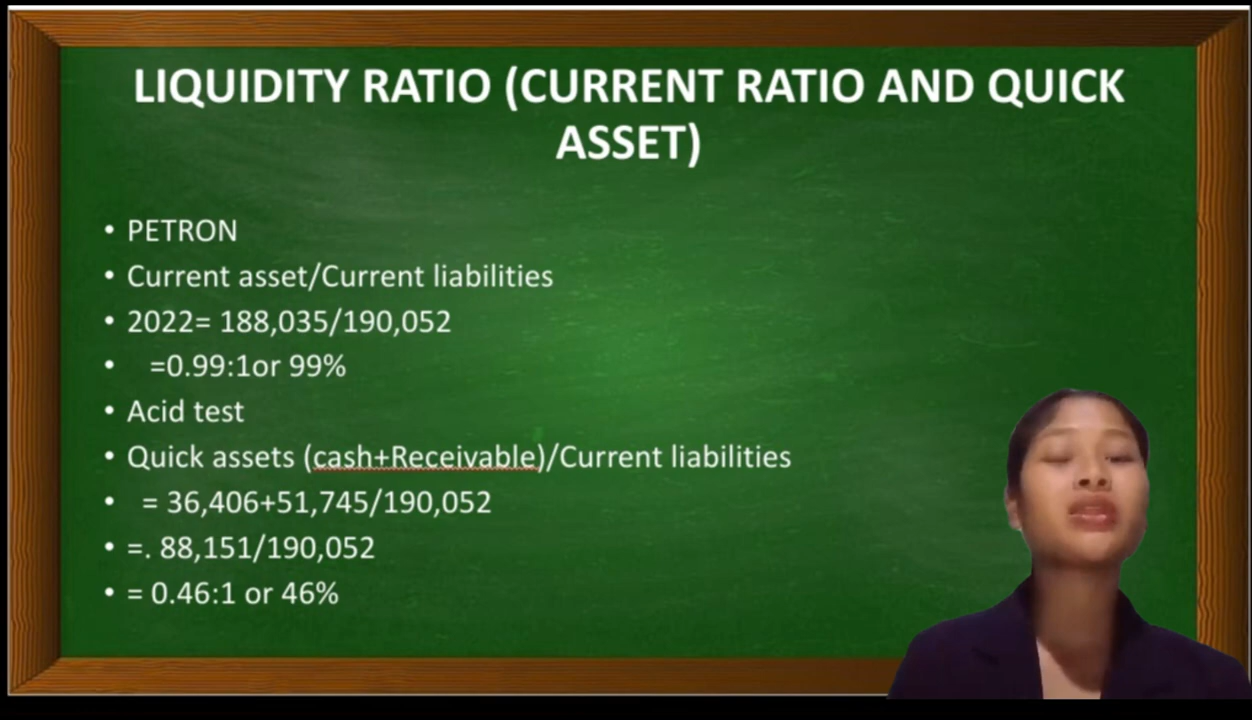 LIQUIDITY RATIO (CURRENT RATIO AND QUICK
ASSET)
• PETRON
• Current asset/Current liabilities
• 2022= 188,035/190,052
• =0.99:1or 99%
• Acid test
• Quick assets (cash+Receivable)/Current liabilities
• = 36,406+51,745/190,052
• =. 88,151/190,052
• = 0.46:1 or 46%